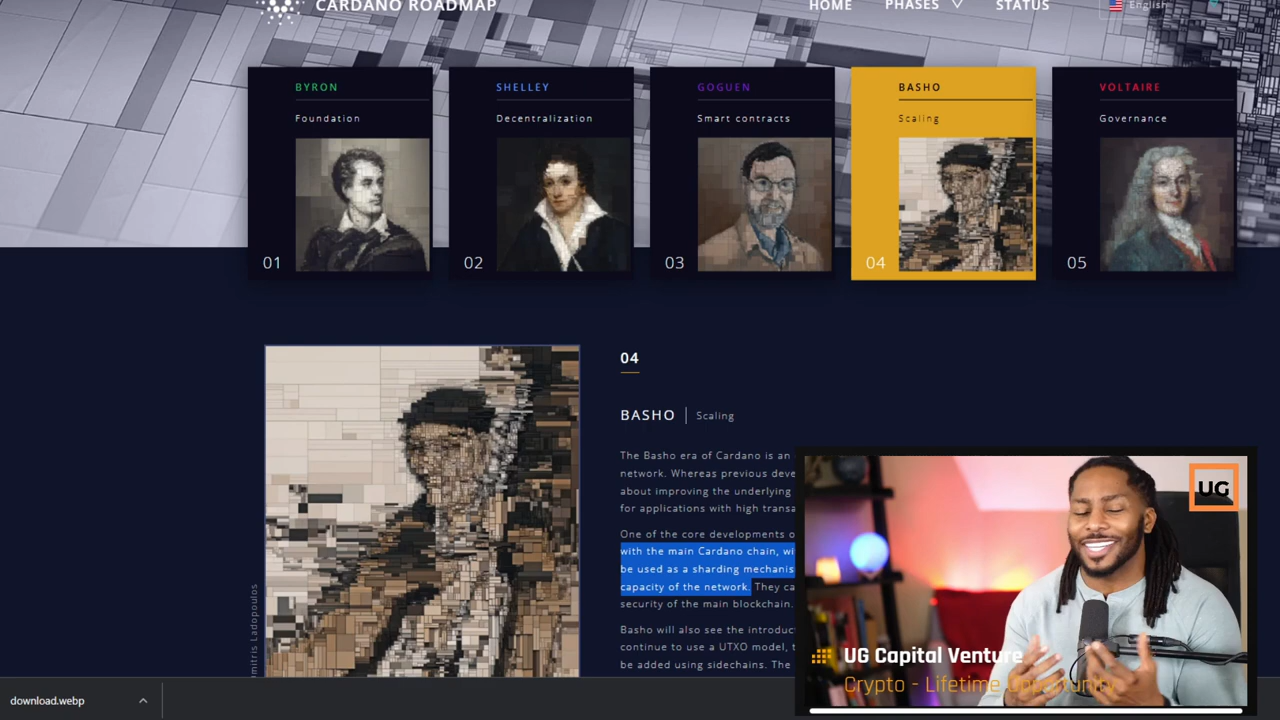 CARDANO ROADMAP
HOME
PHASES
STATUS
English
BYRON
Foundation
01
SHELLEY
Decentralization
02
GOGUEN
Smart contracts
03
BASHO
Scaling
04
VOLTAIRE
Governance
05
04
BASHO | Scaling
The Basho era of Cardano is an
network. Whereas previous deve
about improving the underlying
for applications with high transa
One of the core developments o
with the main Cardano chain, wi
be used as a sharding mechanis
capacity of the network. They ca
security of the main blockchain.
Basho will also see the introduct
continue to use a UTXO model, t
be added using sidechains. The
mitris Ladopoulos
UG
UG Capital Venture
Crypto - Lifetime Opportunity
download.webp